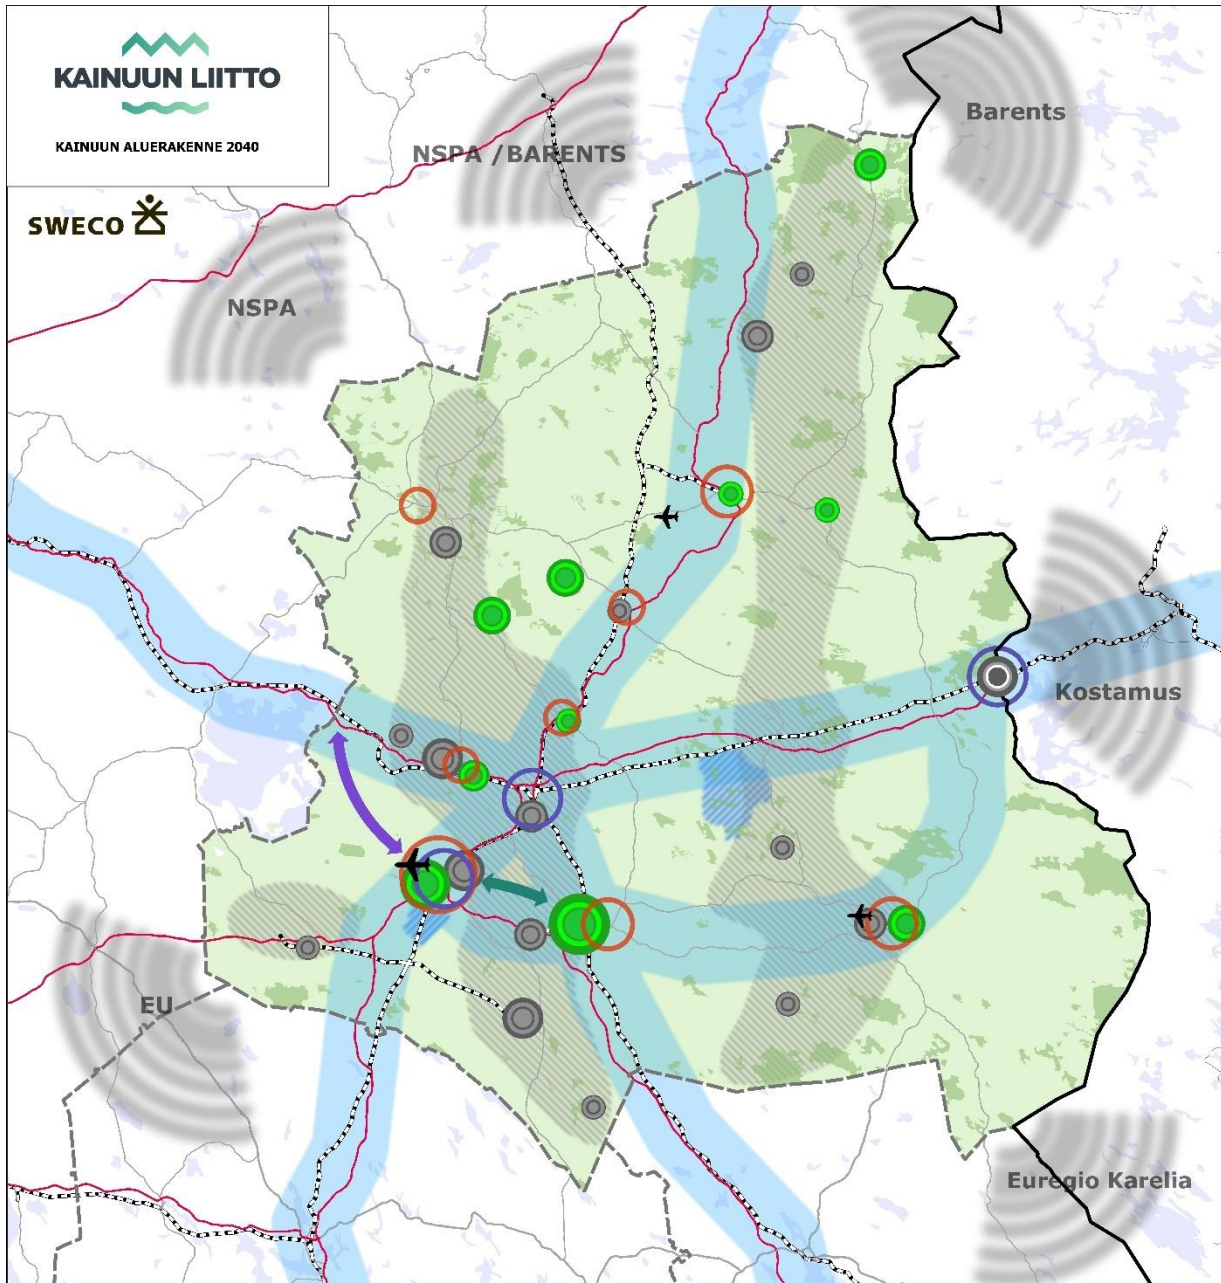 KAINUUN LIITTO
KAINUUN ALUERAKENNE 2040
SWECO
Barents
NSPA /BARENTS
NSPA
Kostamus
EU
Euregio Karelia